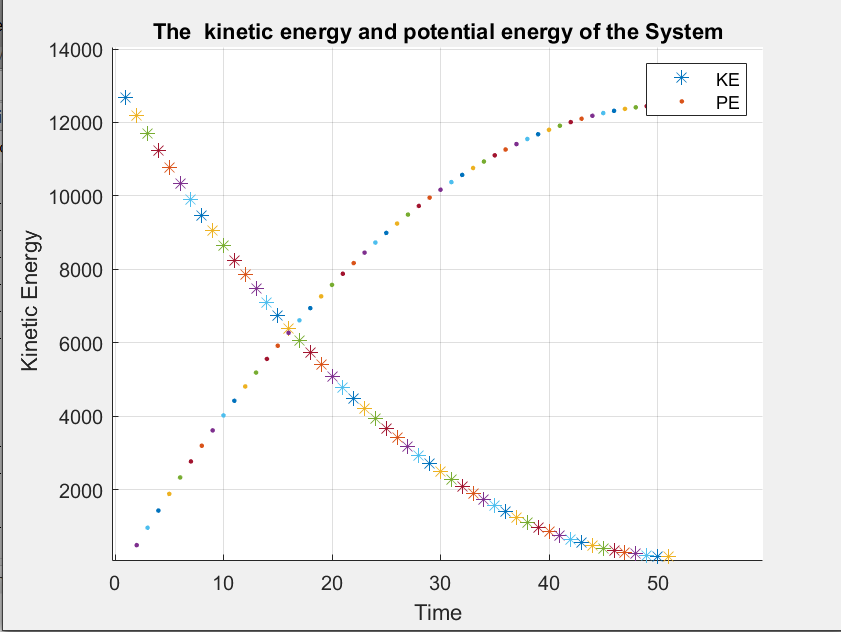 The  kinetic energy and potential energy of the System
14000
12000
10000
8000
6000
4000
2000
Kinetic Energy
KE
PE
0
10
20
30
40
50
Time